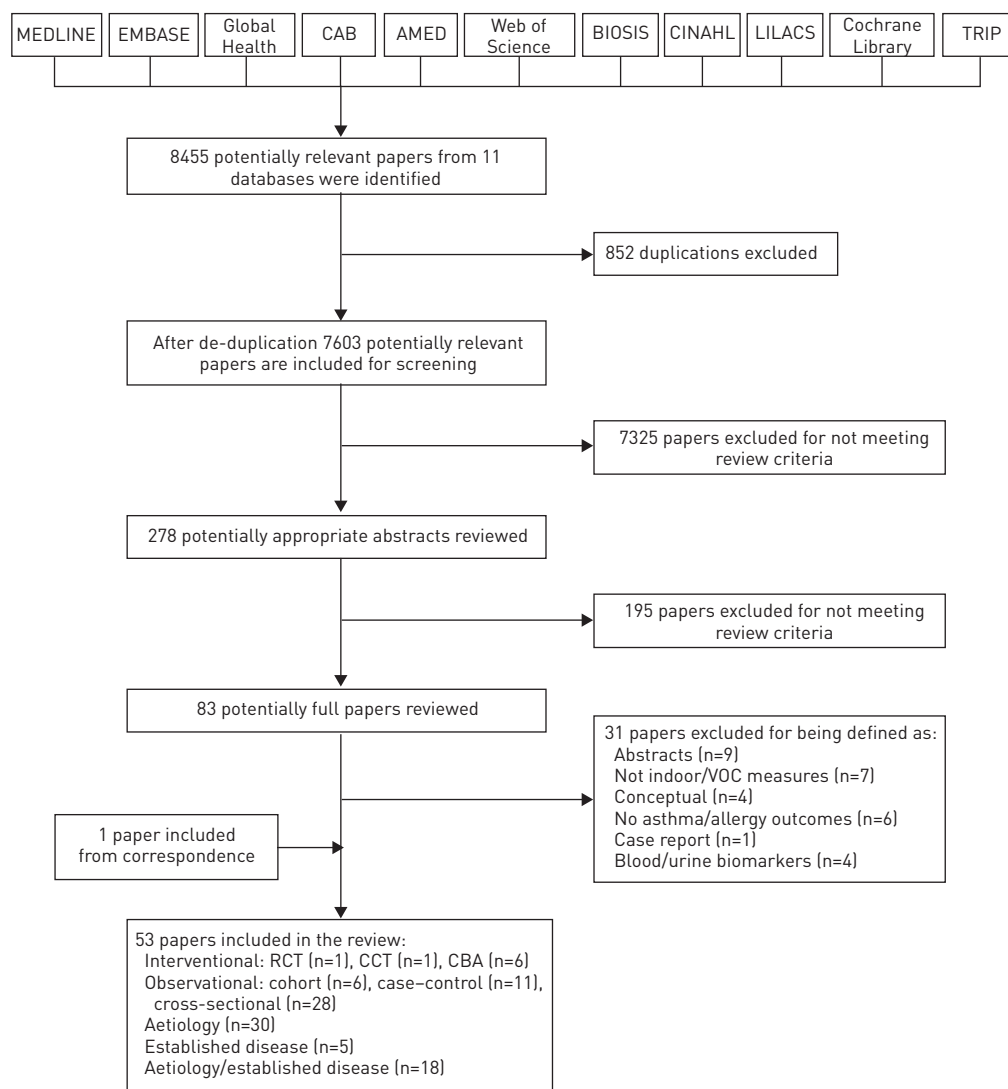 MEDLINE
EMBASE
Global
Health
CAB
AMED
Web of
Science
BIOSIS
CINAHL
LILACS
Cochrane
Library
TRIP
8455 potentially relevant papers from 11
databases were identified
852 duplications excluded
After de-duplication 7603 potentially relevant
papers are included for screening
7325 papers excluded for not meeting
review criteria
278 potentially appropriate abstracts reviewed
195 papers excluded for not meeting
review criteria
83 potentially full papers reviewed
31 papers excluded for being defined as:
Abstracts (n=9)
Not indoor/VOC measures (n=7)
Conceptual (n=4)
No asthma/allergy outcomes (n=6)
Case report (n=1)
Blood/urine biomarkers (n=4)
1 paper included
from correspondence
53 papers included in the review:
Interventional: RCT (n=1), CCT (n=1), CBA (n=6)
Observational: cohort (n=6), case–control (n=11),
cross-sectional (n=28)
Aetiology (n=30)
Established disease (n=5)
Aetiology/established disease (n=18)